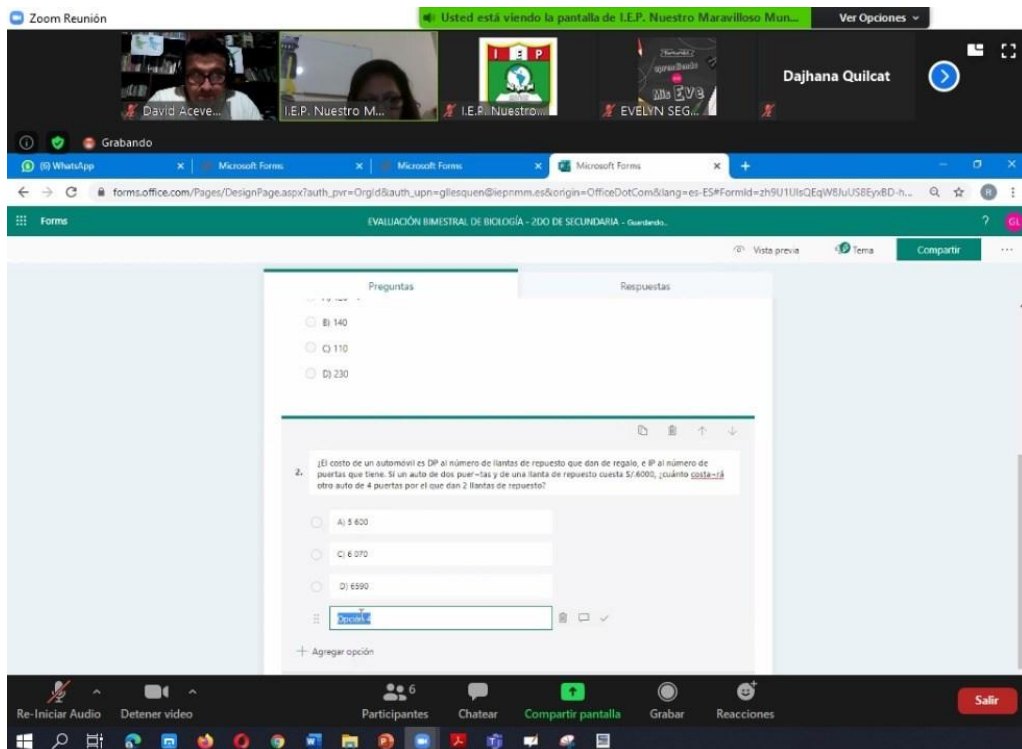 Zoom Reunión
Usted está viendo la pantalla de I.E.P. Nuestro Maravilloso Mun...
Ver Opciones
David Aceve...
I.E.P. Nuestro M...
I E P
I.E.P. Nuestro...
EVELYN SEG...
Dajhana Quilcat
Grabando
(6) WhatsApp
Microsoft Forms
Microsoft Forms
Microsoft Forms
forms.office.com/Pages/DesignPage.aspx?auth_pvr=OrgId&auth_upn=gllesquen@iepnmm.es&origin=OfficeDotCom&lang=es-ES#FormId=zh9U1UIsQEqW8JuUS8EyxBD-h...
R
Forms
EVALUACIÓN BIMESTRAL DE BIOLOGÍA - 2DO DE SECUNDARIA - Guardando...
?
GL
Vista previa
Tema
Compartir
Preguntas
Respuestas
B) 140
C) 110
D) 230
2.
¡El costo de un automóvil es DP al número de llantas de repuesto que dan de regalo, e IP al número de
puertas que tiene. Sí un auto de dos puer¬tas y de una llanta de repuesto cuesta S/.6000, ¿cuánto costa¬rá
otro auto de 4 puertas por el que dan 2 llantas de repuesto?
A) 5 600
C) 6 070
D) 6590
Opción 4
Agregar opción
Re-Iniciar Audio
Detener video
6
Participantes
Chatear
Compartir pantalla
Grabar
Reacciones
Salir